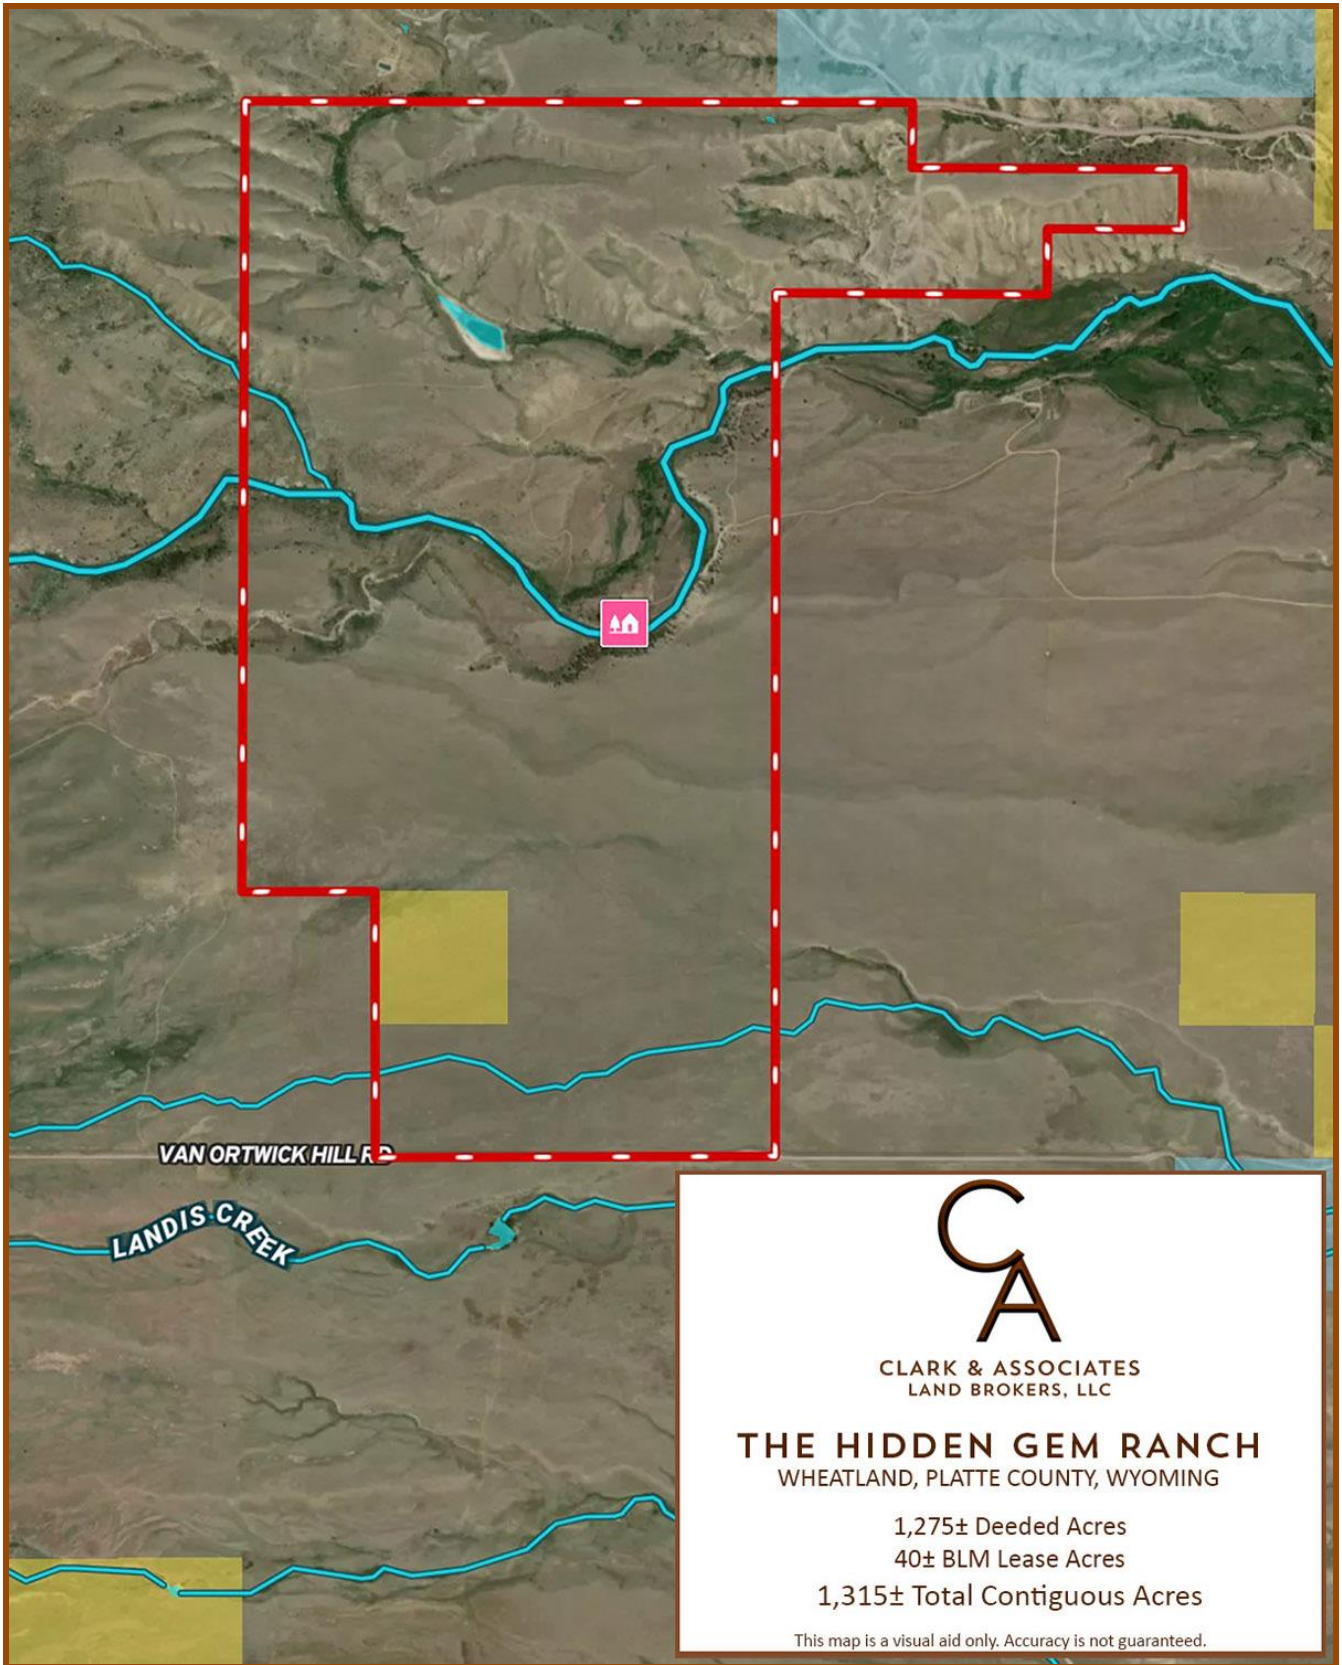 VAN ORTWICK HILL RD
LANDIS CREEK
CA
CLARK & ASSOCIATES
LAND BROKERS, LLC
THE HIDDEN GEM RANCH
WHEATLAND, PLATTE COUNTY, WYOMING
1,275± Deeded Acres
40± BLM Lease Acres
1,315± Total Contiguous Acres
This map is a visual aid only. Accuracy is not guaranteed.